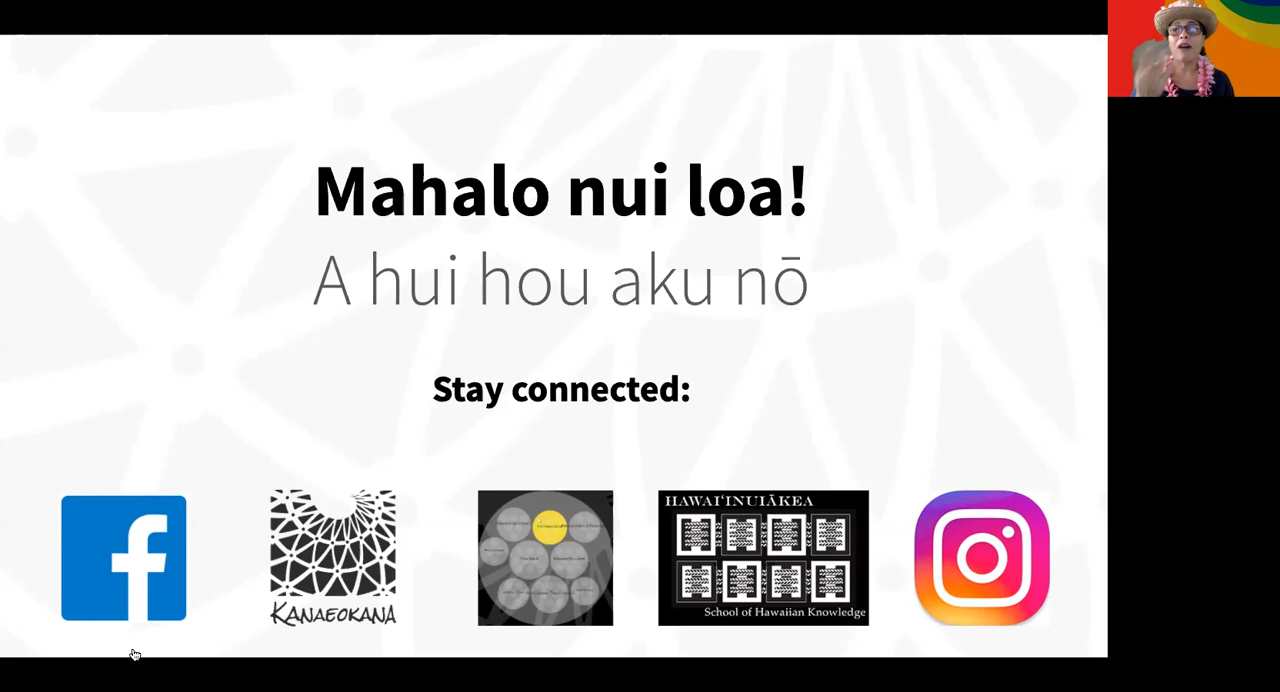 Mahalo nui loa!
A hui hou aku nō
Stay connected:
f
KANAEOKANA
HAWAIʻINUIĀKEA
School of Hawaiian Knowledge